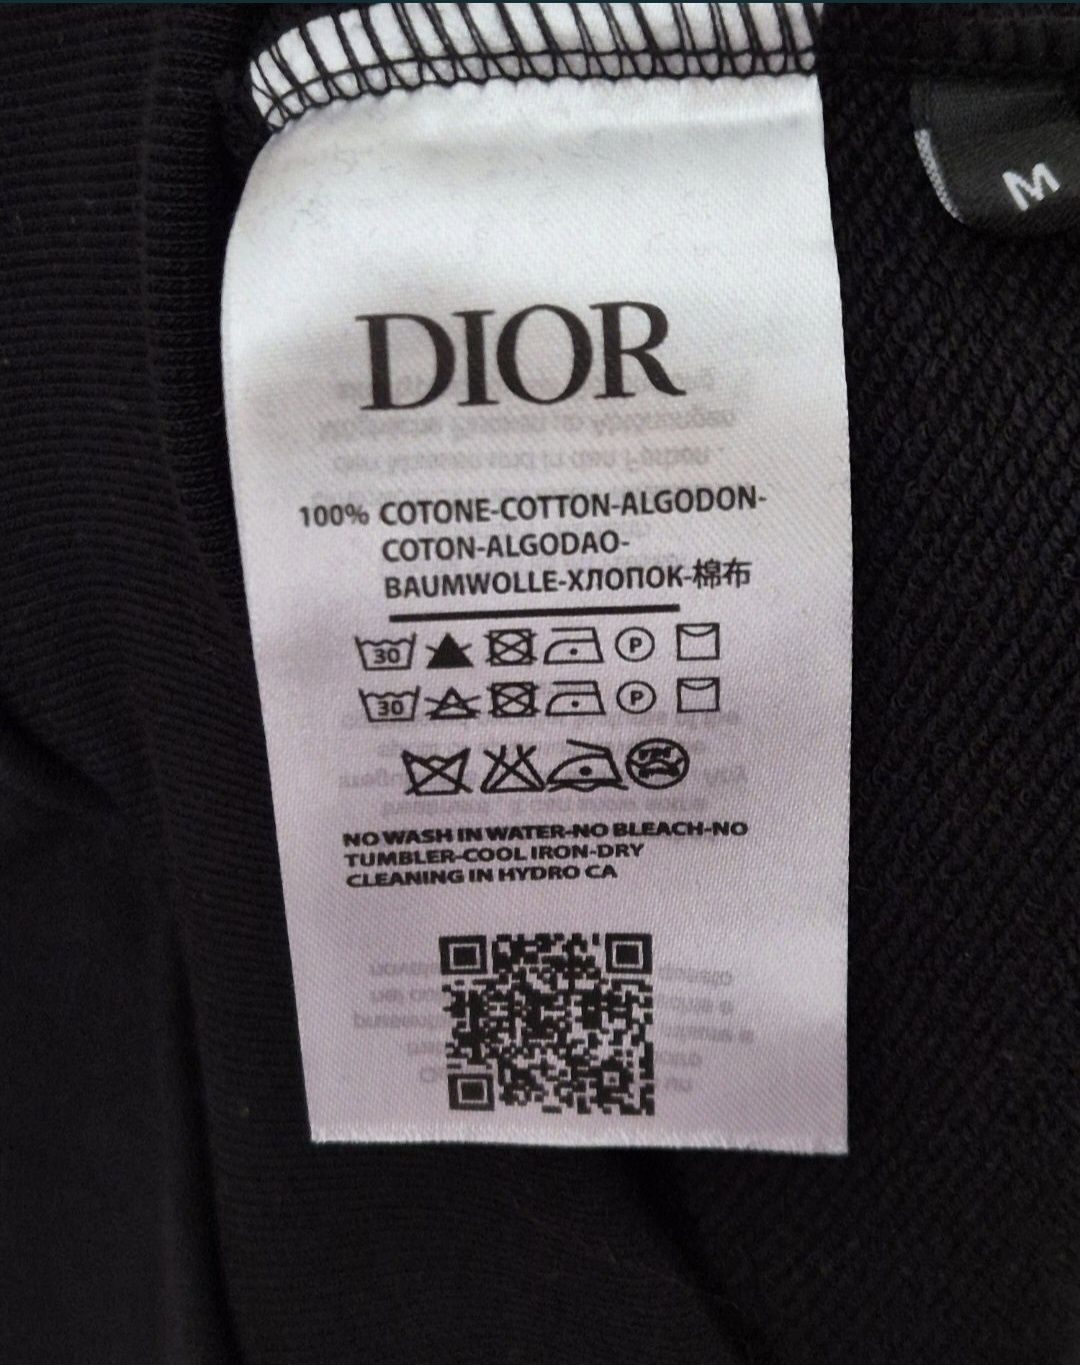 M
DIOR
100% COTONE-COTTON-ALGODON-
COTON-ALGODAO-
BAUMWOLLE-ХЛОПОК-棉布
30 P
30 P
NO WASH IN WATER-NO BLEACH-NO
TUMBLER-COOL IRON-DRY
CLEANING IN HYDRO CA